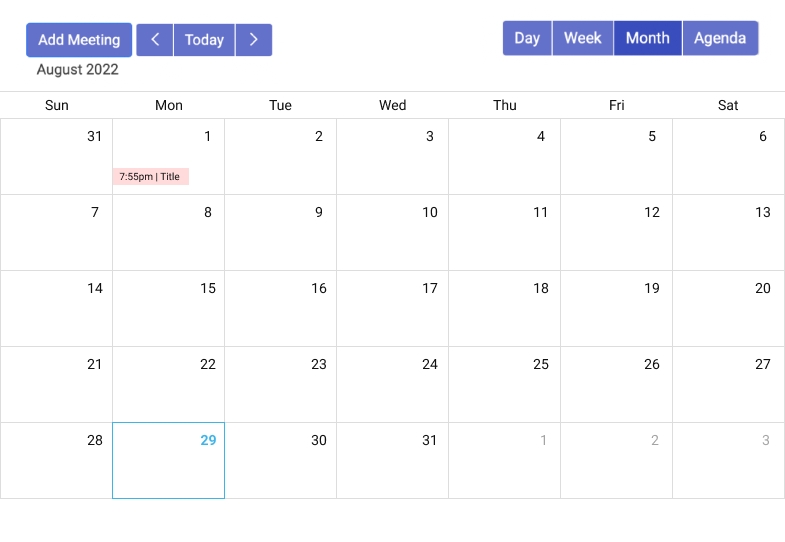 Add Meeting Today Day Week Month Agenda
August 2022
Sun Mon Tue Wed Thu Fri Sat
31 1 2 3 4 5 6
7:55pm | Title
7 8 9 10 11 12 13
14 15 16 17 18 19 20
21 22 23 24 25 26 27
28 29 30 31 1 2 3